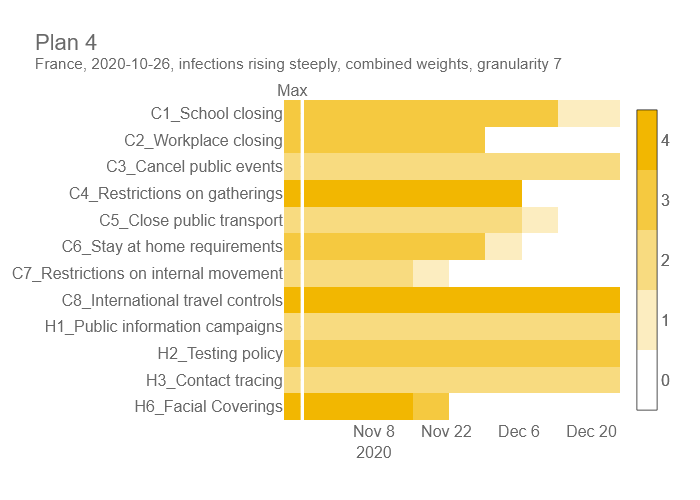 Plan 4
France, 2020-10-26, infections rising steeply, combined weights, granularity 7
Max
C1_School closing
C2_Workplace closing
C3_Cancel public events
C4_Restrictions on gatherings
C5_Close public transport
C6_Stay at home requirements
C7_Restrictions on internal movement
C8_International travel controls
H1_Public information campaigns
H2_Testing policy
H3_Contact tracing
H6_Facial Coverings
4
3
2
1
0
Nov 8 Nov 22 Dec 6 Dec 20
2020